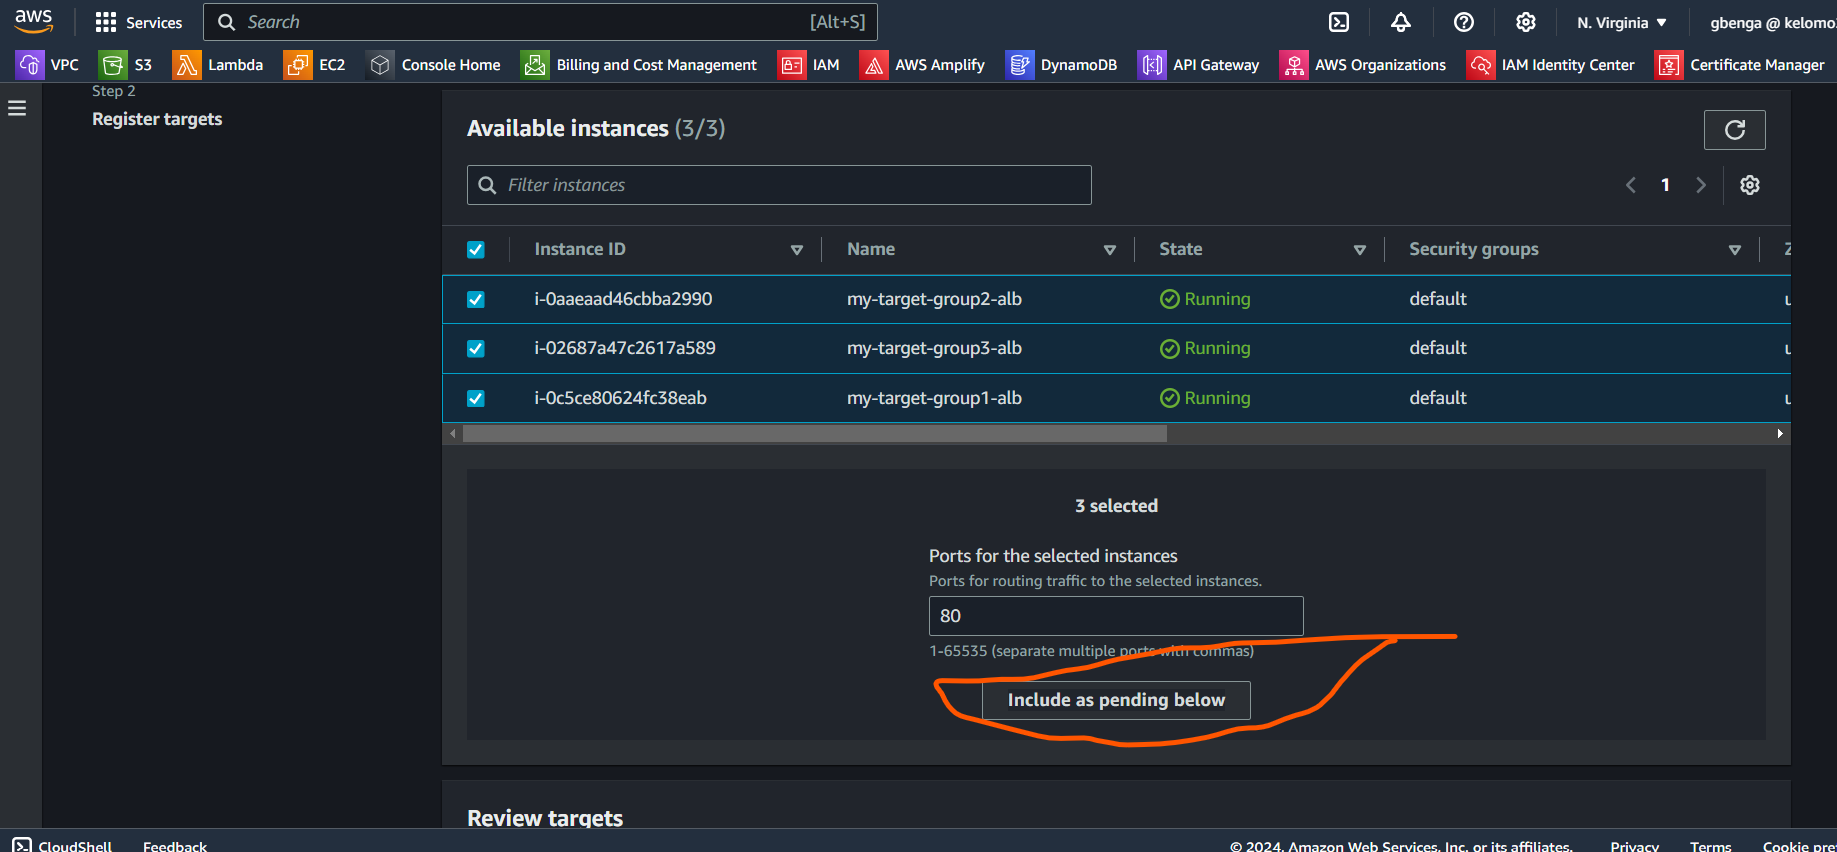 aws Services Search [Alt+S] N. Virginia gbenga @ kelomo
VPC S3 Lambda EC2 Console Home Billing and Cost Management IAM AWS Amplify DynamoDB API Gateway AWS Organizations IAM Identity Center Certificate Manager
Step 2
Register targets
Available instances (3/3)
Filter instances
1
Instance ID Name State Security groups
i-0aaeaad46cbba2990 my-target-group2-alb Running default
i-02687a47c2617a589 my-target-group3-alb Running default
i-0c5ce80624fc38eab my-target-group1-alb Running default
3 selected
Ports for the selected instances
Ports for routing traffic to the selected instances.
80
1-65535 (separate multiple ports with commas)
Include as pending below
Review targets
CloudShell Feedback © 2024, Amazon Web Services, Inc. or its affiliates. Privacy Terms Cookie pre